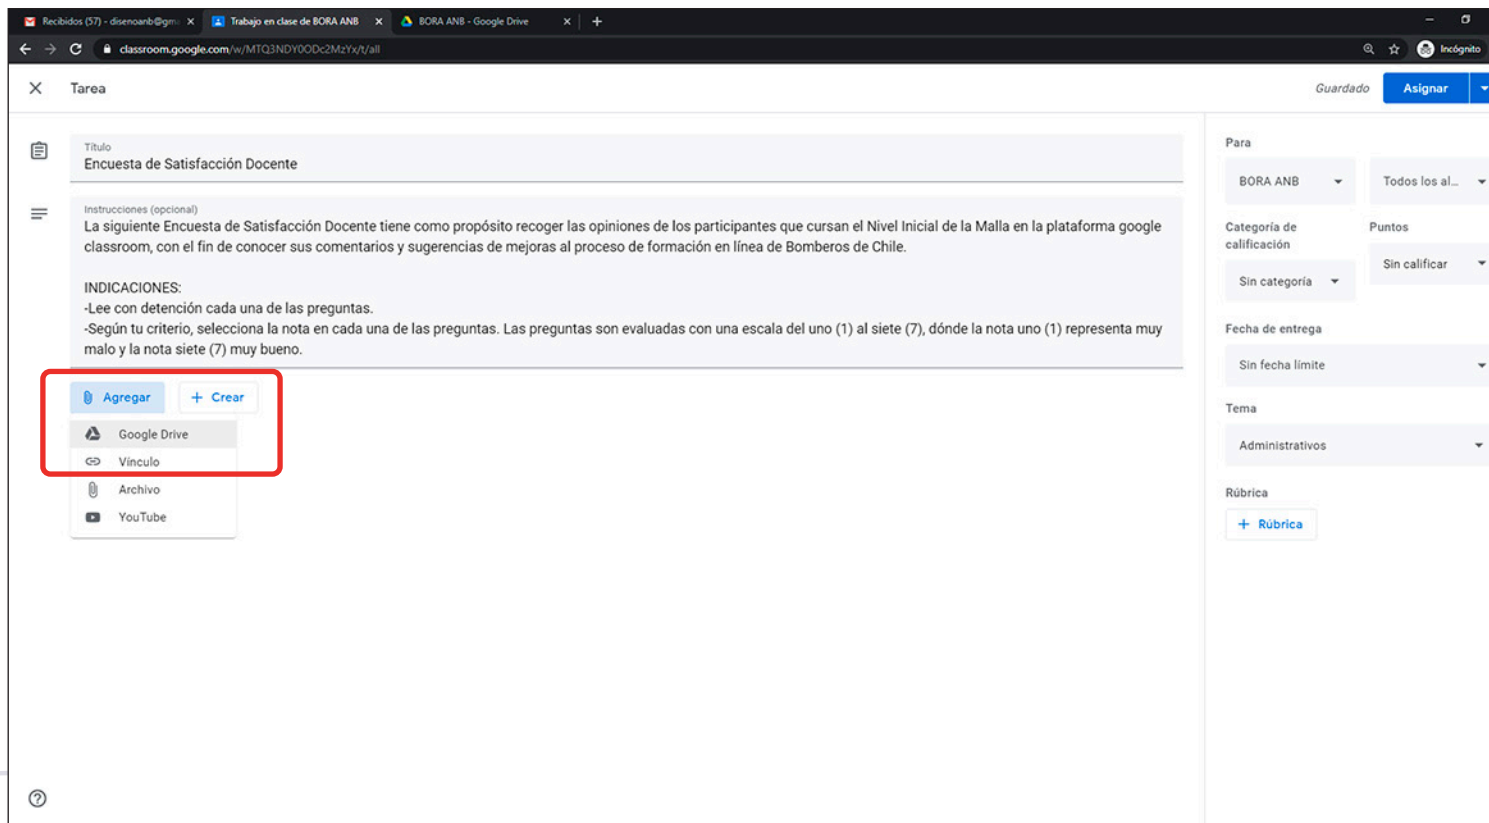 Recibidos (57) - disenoanb@gm
Trabajo en clase de BORA ANB
BORA ANB - Google Drive
classroom.google.com/w/MTQ3NDY0ODc2MzYx/t/all
Incógnito
Tarea
Guardado
Asignar
Título
Encuesta de Satisfacción Docente
Instrucciones (opcional)
La siguiente Encuesta de Satisfacción Docente tiene como propósito recoger las opiniones de los participantes que cursan el Nivel Inicial de la Malla en la plataforma google
classroom, con el fin de conocer sus comentarios y sugerencias de mejoras al proceso de formación en línea de Bomberos de Chile.
INDICACIONES:
-Lee con detención cada una de las preguntas.
-Según tu criterio, selecciona la nota en cada una de las preguntas. Las preguntas son evaluadas con una escala del uno (1) al siete (7), dónde la nota uno (1) representa muy
malo y la nota siete (7) muy bueno.
Agregar
+ Crear
Google Drive
Vínculo
Archivo
YouTube
Para
BORA ANB
Todos los al...
Categoría de
calificación
Puntos
Sin categoría
Sin calificar
Fecha de entrega
Sin fecha límite
Tema
Administrativos
Rúbrica
+ Rúbrica